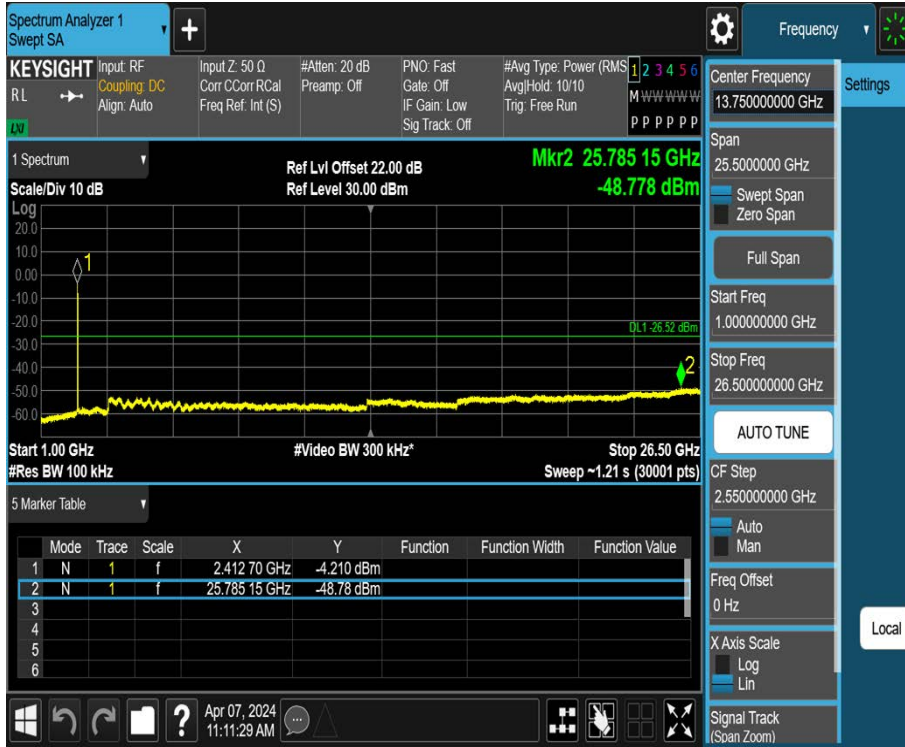 Spectrum Analyzer 1
Swept SA
+
Frequency
KEYSIGHT
RL
LXI
Input: RF
Coupling: DC
Align: Auto
Input Z: 50 Ω
Corr CCorr RCal
Freq Ref: Int (S)
#Atten: 20 dB
Preamp: Off
PNO: Fast
Gate: Off
IF Gain: Low
Sig Track: Off
#Avg Type: Power (RMS
Avg|Hold: 10/10
Trig: Free Run
1 2 3 4 5 6
M W W W W W
P P P P P P
1 Spectrum
Scale/Div 10 dB
Ref Lvl Offset 22.00 dB
Ref Level 30.00 dBm
Mkr2 25.785 15 GHz
-48.778 dBm
Log
20.0
10.0
0.00
-10.0
-20.0
-30.0
-40.0
-50.0
-60.0
1
DL1 -26.52 dBm
2
Start 1.00 GHz
#Video BW 300 kHz*
Stop 26.50 GHz
#Res BW 100 kHz
Sweep ~1.21 s (30001 pts)
5 Marker Table
Mode Trace Scale X Y Function Function Width Function Value
1 N 1 f 2.412 70 GHz -4.210 dBm
2 N 1 f 25.785 15 GHz -48.78 dBm
3
4
5
6
?
Apr 07, 2024
11:11:29 AM
Center Frequency
13.750000000 GHz
Settings
Span
25.5000000 GHz
Swept Span
Zero Span
Full Span
Start Freq
1.000000000 GHz
Stop Freq
26.500000000 GHz
AUTO TUNE
CF Step
2.550000000 GHz
Auto
Man
Freq Offset
0 Hz
Local
X Axis Scale
Log
Lin
Signal Track
(Span Zoom)